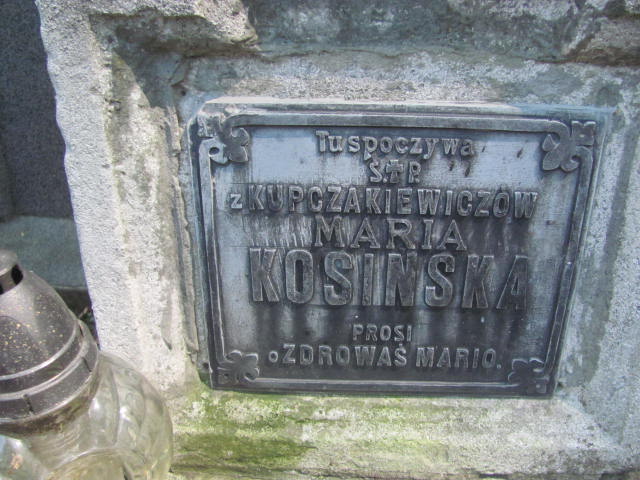 Tu spoczywa
Ś✝P.
z KUPCZAKIEWICZÓW
MARIA
KOSIŃSKA
PROSI
o ZDROWAŚ MARIO.